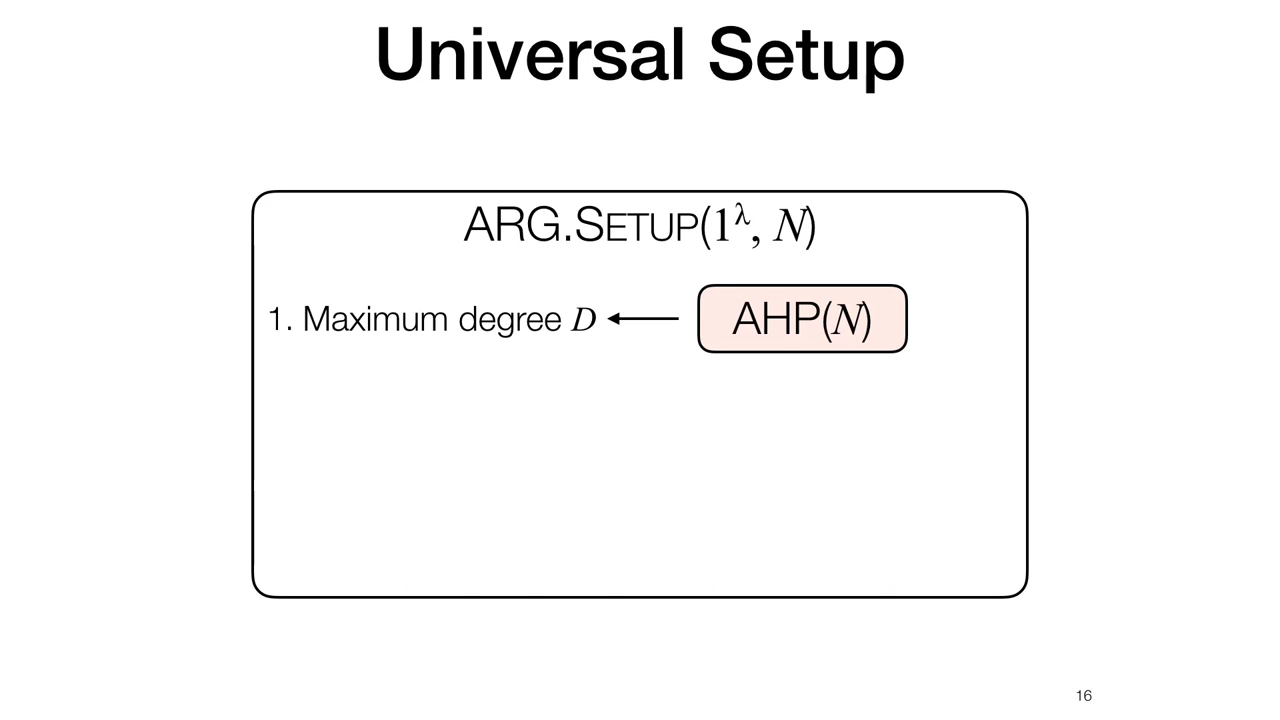 Universal Setup
ARG.SETUP(1^λ, N)
1. Maximum degree D ← AHP(N)
16